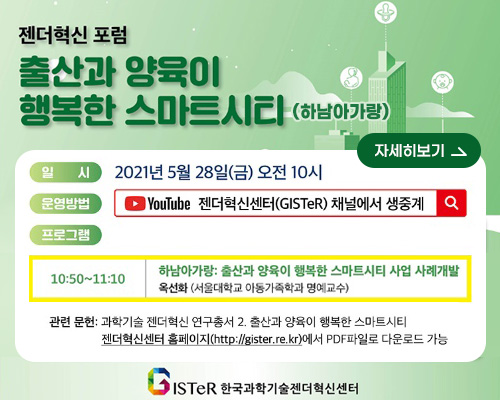 젠더혁신 포럼
출산과 양육이
행복한 스마트시티 (하남아가랑)
자세히보기
일 시 2021년 5월 28일(금) 오전 10시
운영방법 YouTube 젠더혁신센터(GISTeR) 채널에서 생중계
프로그램
10:50~11:10 하남아가랑: 출산과 양육이 행복한 스마트시티 사업 사례개발
옥선화 (서울대학교 아동가족학과 명예교수)
관련 문헌: 과학기술 젠더혁신 연구총서 2. 출산과 양육이 행복한 스마트시티
젠더혁신센터 홈페이지(http://gister.re.kr)에서 PDF파일로 다운로드 가능
GISTeR 한국과학기술젠더혁신센터